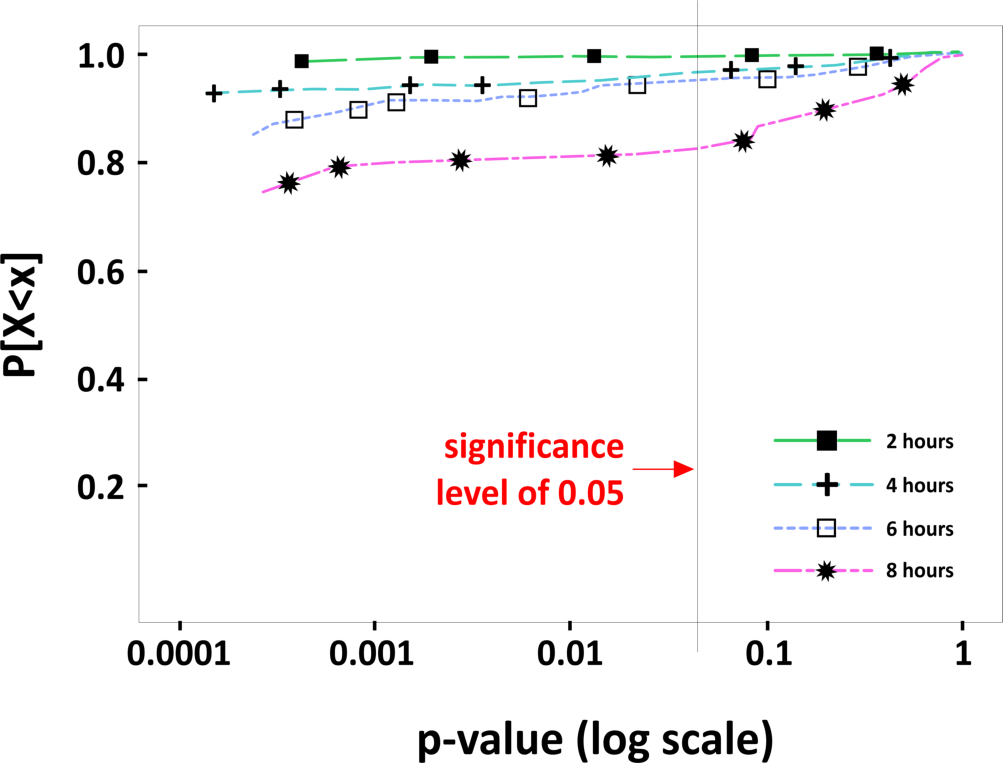 1.0
0.8
0.6
0.4
0.2
P[X<x]
significance
level of 0.05
2 hours
4 hours
6 hours
8 hours
0.0001
0.001
0.01
0.1
1
p-value (log scale)